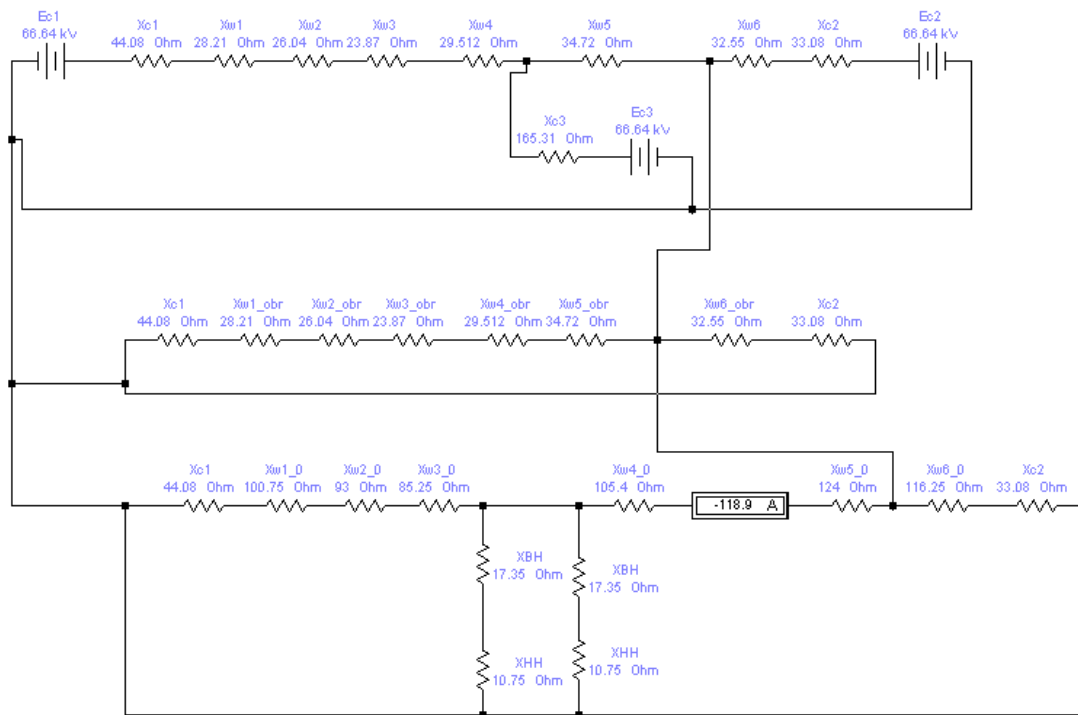 Ec1
66.64 kV
Xc1
44.08 Ohm
Xw1
28.21 Ohm
Xw2
26.04 Ohm
Xw3
23.87 Ohm
Xw4
29.512 Ohm
Xw5
34.72 Ohm
Xw6
32.55 Ohm
Xc2
33.08 Ohm
Ec2
66.64 kV
Xc3
165.31 Ohm
Ec3
66.64 kV
Xc1
44.08 Ohm
Xw1_obr
28.21 Ohm
Xw2_obr
26.04 Ohm
Xw3_obr
23.87 Ohm
Xw4_obr
29.512 Ohm
Xw5_obr
34.72 Ohm
Xw6_obr
32.55 Ohm
Xc2
33.08 Ohm
Xc1
44.08 Ohm
Xw1_0
100.75 Ohm
Xw2_0
93 Ohm
Xw3_0
85.25 Ohm
Xw4_0
105.4 Ohm
-118.9 A
Xw5_0
124 Ohm
Xw6_0
116.25 Ohm
Xc2
33.08 Ohm
XBH
17.35 Ohm
XBH
17.35 Ohm
XHH
10.75 Ohm
XHH
10.75 Ohm